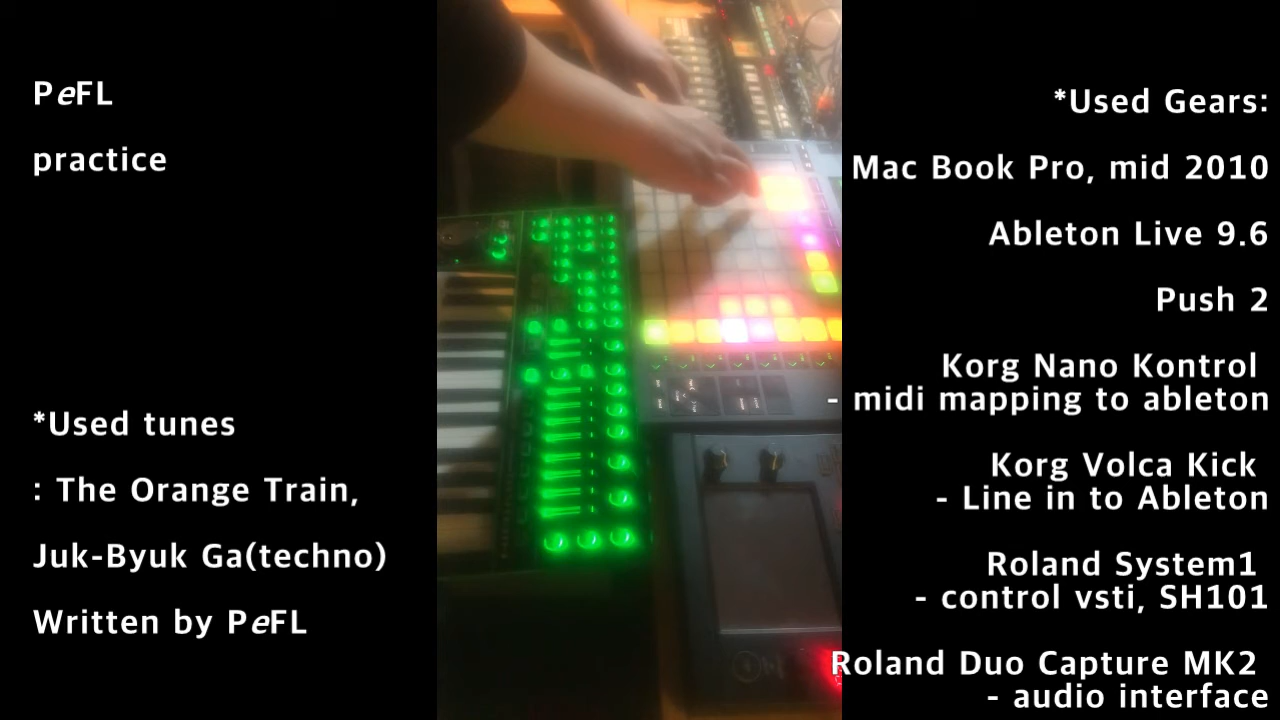 PeFL
practice
*Used tunes
: The Orange Train,
Juk-Byuk Ga(techno)
Written by PeFL
*Used Gears:
Mac Book Pro, mid 2010
Ableton Live 9.6
Push 2
Korg Nano Kontrol
- midi mapping to ableton
Korg Volca Kick
- Line in to Ableton
Roland System1
- control vsti, SH101
Roland Duo Capture MK2
- audio interface